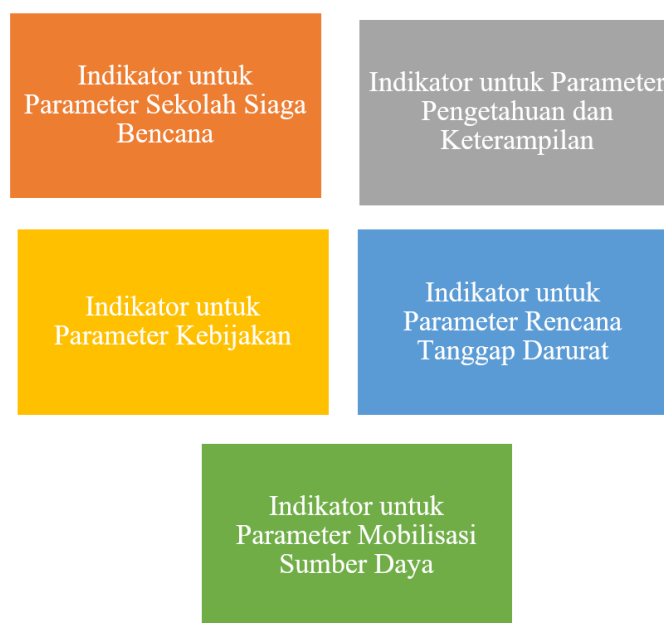 Indikator untuk
Parameter Sekolah Siaga
Bencana
Indikator untuk Parameter
Pengetahuan dan
Keterampilan
Indikator untuk
Parameter Kebijakan
Indikator untuk
Parameter Rencana
Tanggap Darurat
Indikator untuk
Parameter Mobilisasi
Sumber Daya